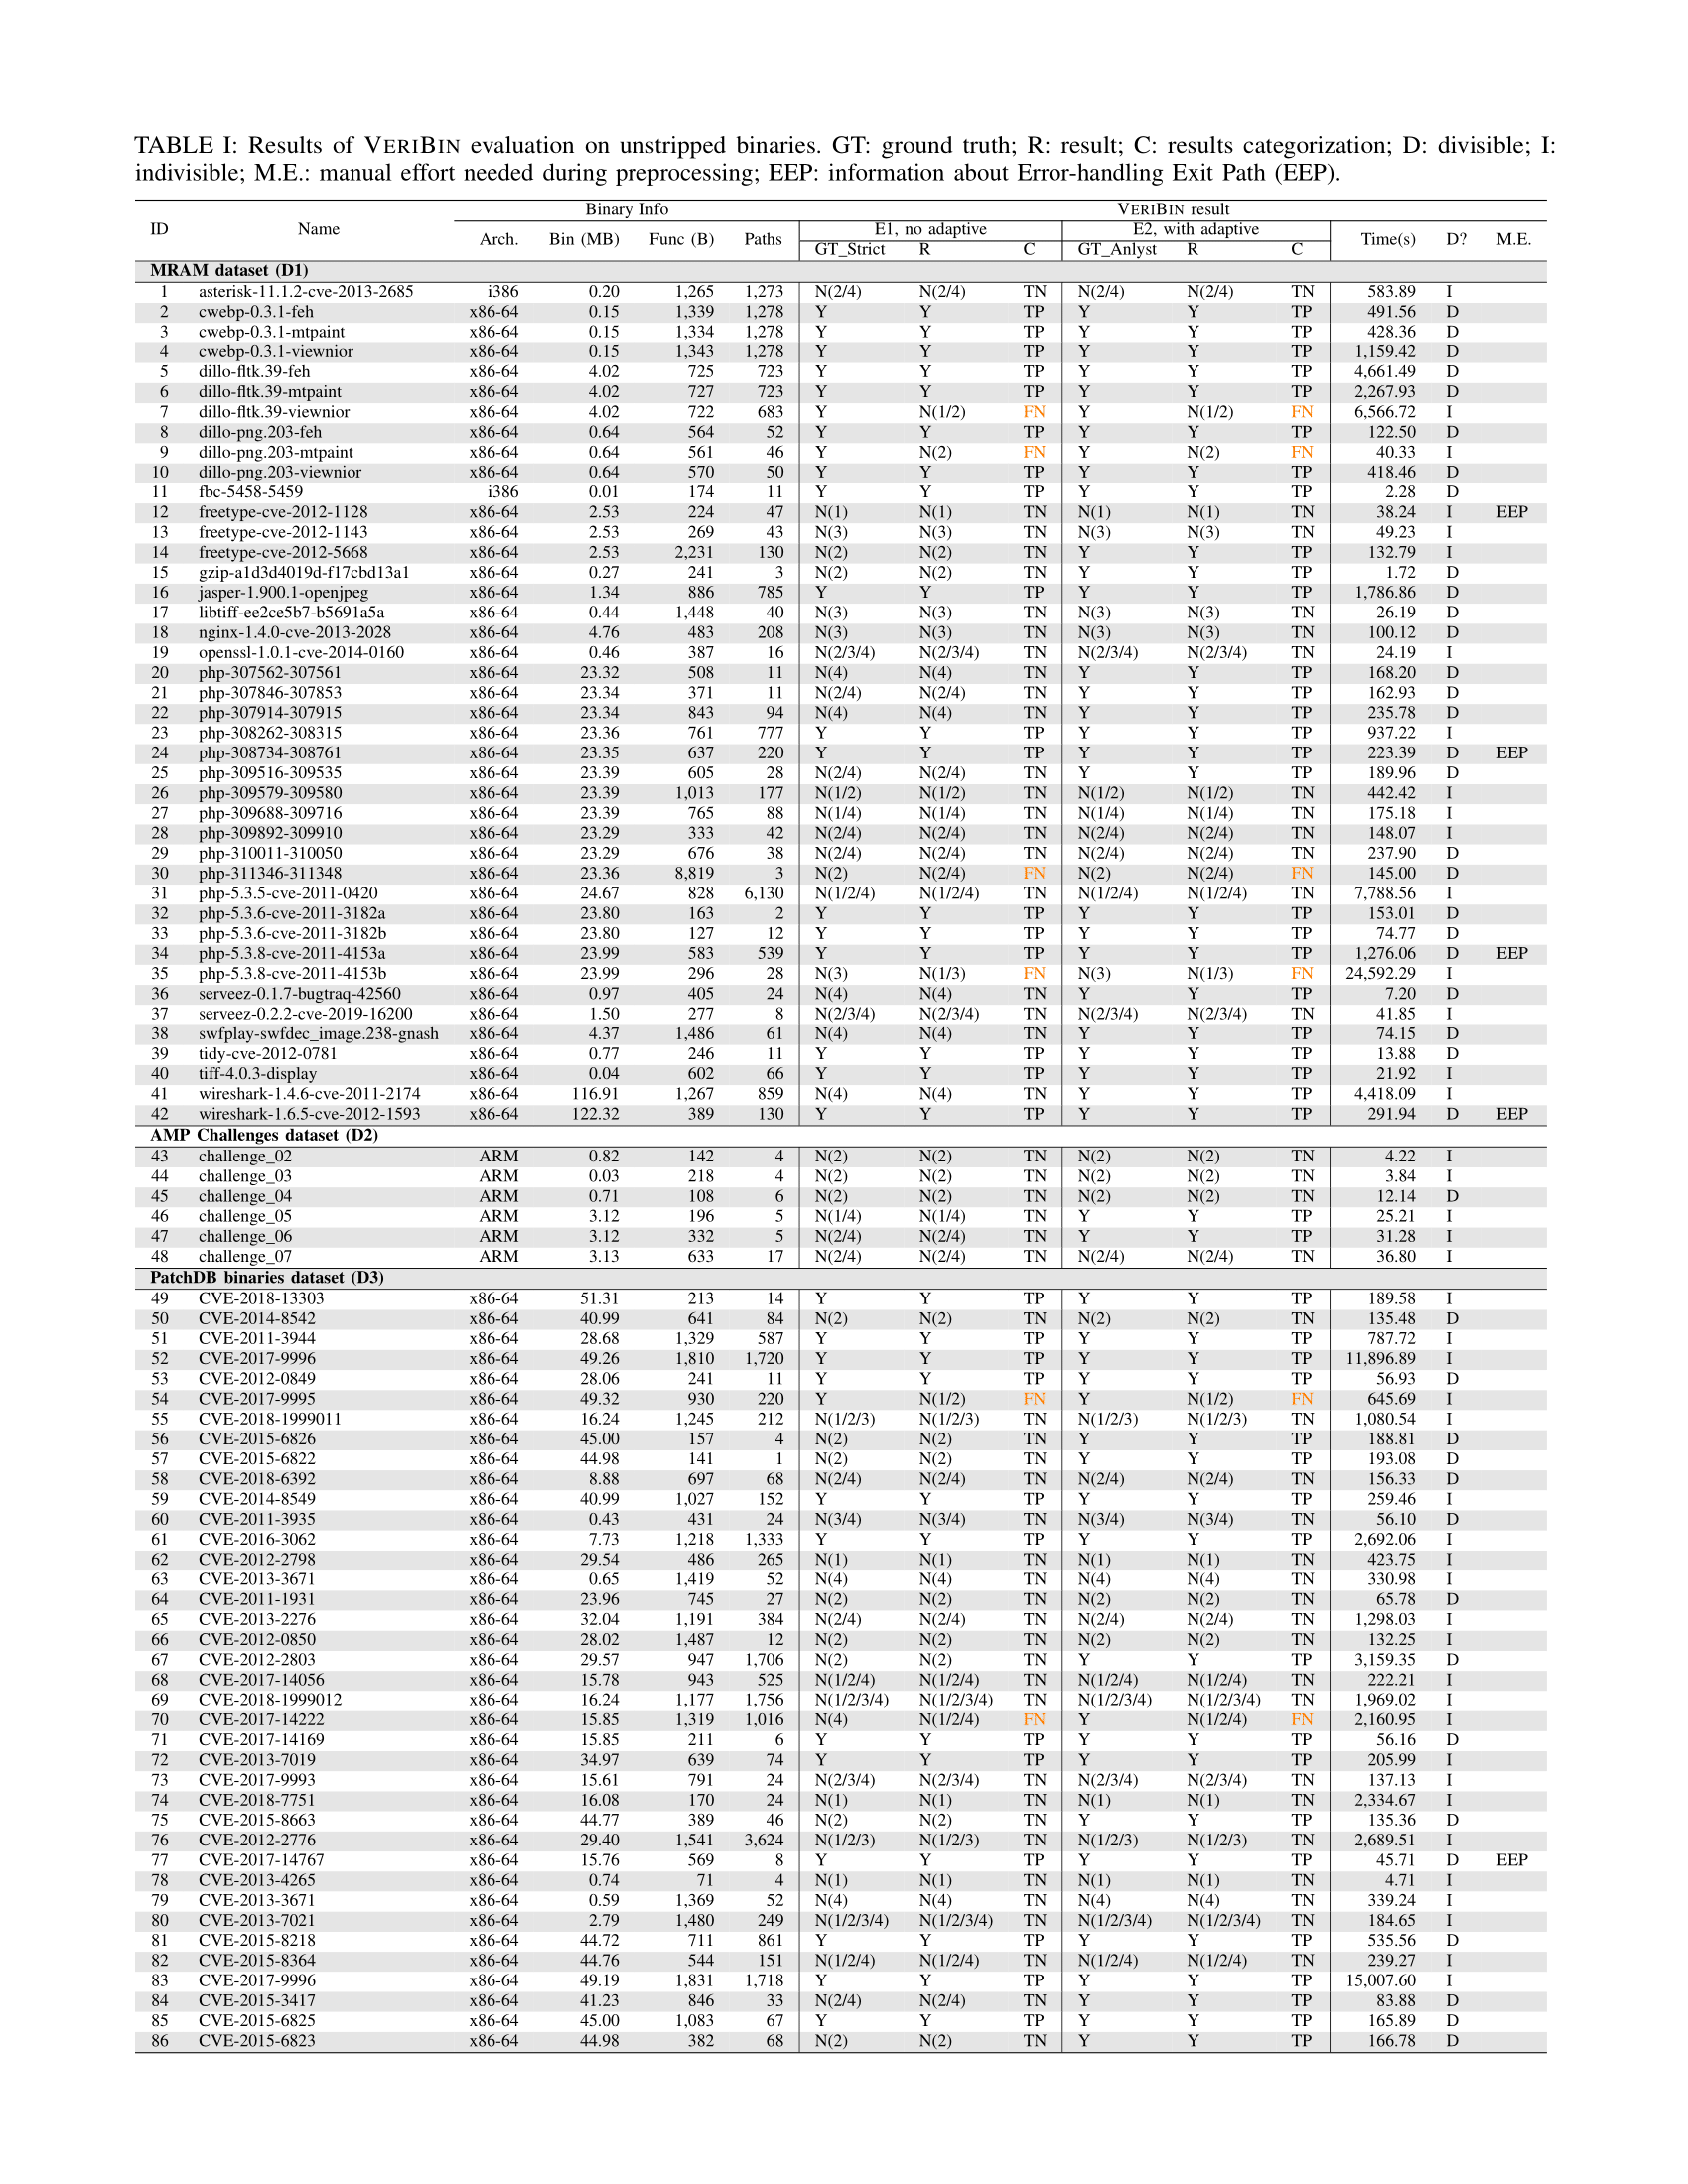 TABLE I: Results of VERIBIN evaluation on unstripped binaries. GT: ground truth; R: result; C: results categorization; D: divisible; I:
indivisible; M.E.: manual effort needed during preprocessing; EEP: information about Error-handling Exit Path (EEP).
Binary Info VERIBIN result
ID Name Arch. Bin (MB) Func (B) Paths E1, no adaptive E2, with adaptive Time(s) D? M.E.
GT_Strict R C GT_Anlyst R C
MRAM dataset (D1)
1 asterisk-11.1.2-cve-2013-2685 i386 0.20 1,265 1,273 N(2/4) N(2/4) TN N(2/4) N(2/4) TN 583.89 I
2 cwebp-0.3.1-feh x86-64 0.15 1,339 1,278 Y Y TP Y Y TP 491.56 D
3 cwebp-0.3.1-mtpaint x86-64 0.15 1,334 1,278 Y Y TP Y Y TP 428.36 D
4 cwebp-0.3.1-viewnior x86-64 0.15 1,343 1,278 Y Y TP Y Y TP 1,159.42 D
5 dillo-fltk.39-feh x86-64 4.02 725 723 Y Y TP Y Y TP 4,661.49 D
6 dillo-fltk.39-mtpaint x86-64 4.02 727 723 Y Y TP Y Y TP 2,267.93 D
7 dillo-fltk.39-viewnior x86-64 4.02 722 683 Y N(1/2) FN Y N(1/2) FN 6,566.72 I
8 dillo-png.203-feh x86-64 0.64 564 52 Y Y TP Y Y TP 122.50 D
9 dillo-png.203-mtpaint x86-64 0.64 561 46 Y N(2) FN Y N(2) FN 40.33 I
10 dillo-png.203-viewnior x86-64 0.64 570 50 Y Y TP Y Y TP 418.46 D
11 fbc-5458-5459 i386 0.01 174 11 Y Y TP Y Y TP 2.28 D
12 freetype-cve-2012-1128 x86-64 2.53 224 47 N(1) N(1) TN N(1) N(1) TN 38.24 I EEP
13 freetype-cve-2012-1143 x86-64 2.53 269 43 N(3) N(3) TN N(3) N(3) TN 49.23 I
14 freetype-cve-2012-5668 x86-64 2.53 2,231 130 N(2) N(2) TN Y Y TP 132.79 I
15 gzip-a1d3d4019d-f17cbd13a1 x86-64 0.27 241 3 N(2) N(2) TN Y Y TP 1.72 D
16 jasper-1.900.1-openjpeg x86-64 1.34 886 785 Y Y TP Y Y TP 1,786.86 D
17 libtiff-ee2ce5b7-b5691a5a x86-64 0.44 1,448 40 N(3) N(3) TN N(3) N(3) TN 26.19 D
18 nginx-1.4.0-cve-2013-2028 x86-64 4.76 483 208 N(3) N(3) TN N(3) N(3) TN 100.12 D
19 openssl-1.0.1-cve-2014-0160 x86-64 0.46 387 16 N(2/3/4) N(2/3/4) TN N(2/3/4) N(2/3/4) TN 24.19 I
20 php-307562-307561 x86-64 23.32 508 11 N(4) N(4) TN Y Y TP 168.20 D
21 php-307846-307853 x86-64 23.34 371 11 N(2/4) N(2/4) TN Y Y TP 162.93 D
22 php-307914-307915 x86-64 23.34 843 94 N(4) N(4) TN Y Y TP 235.78 D
23 php-308262-308315 x86-64 23.36 761 777 Y Y TP Y Y TP 937.22 I
24 php-308734-308761 x86-64 23.35 637 220 Y Y TP Y Y TP 223.39 D EEP
25 php-309516-309535 x86-64 23.39 605 28 N(2/4) N(2/4) TN Y Y TP 189.96 D
26 php-309579-309580 x86-64 23.39 1,013 177 N(1/2) N(1/2) TN N(1/2) N(1/2) TN 442.42 I
27 php-309688-309716 x86-64 23.39 765 88 N(1/4) N(1/4) TN N(1/4) N(1/4) TN 175.18 I
28 php-309892-309910 x86-64 23.29 333 42 N(2/4) N(2/4) TN N(2/4) N(2/4) TN 148.07 I
29 php-310011-310050 x86-64 23.29 676 38 N(2/4) N(2/4) TN N(2/4) N(2/4) TN 237.90 D
30 php-311346-311348 x86-64 23.36 8,819 3 N(2) N(2/4) FN N(2) N(2/4) FN 145.00 D
31 php-5.3.5-cve-2011-0420 x86-64 24.67 828 6,130 N(1/2/4) N(1/2/4) TN N(1/2/4) N(1/2/4) TN 7,788.56 I
32 php-5.3.6-cve-2011-3182a x86-64 23.80 163 2 Y Y TP Y Y TP 153.01 D
33 php-5.3.6-cve-2011-3182b x86-64 23.80 127 12 Y Y TP Y Y TP 74.77 D
34 php-5.3.8-cve-2011-4153a x86-64 23.99 583 539 Y Y TP Y Y TP 1,276.06 D EEP
35 php-5.3.8-cve-2011-4153b x86-64 23.99 296 28 N(3) N(1/3) FN N(3) N(1/3) FN 24,592.29 I
36 serveez-0.1.7-bugtraq-42560 x86-64 0.97 405 24 N(4) N(4) TN Y Y TP 7.20 D
37 serveez-0.2.2-cve-2019-16200 x86-64 1.50 277 8 N(2/3/4) N(2/3/4) TN N(2/3/4) N(2/3/4) TN 41.85 I
38 swfplay-swfdec_image.238-gnash x86-64 4.37 1,486 61 N(4) N(4) TN Y Y TP 74.15 D
39 tidy-cve-2012-0781 x86-64 0.77 246 11 Y Y TP Y Y TP 13.88 D
40 tiff-4.0.3-display x86-64 0.04 602 66 Y Y TP Y Y TP 21.92 I
41 wireshark-1.4.6-cve-2011-2174 x86-64 116.91 1,267 859 N(4) N(4) TN Y Y TP 4,418.09 I
42 wireshark-1.6.5-cve-2012-1593 x86-64 122.32 389 130 Y Y TP Y Y TP 291.94 D EEP
AMP Challenges dataset (D2)
43 challenge_02 ARM 0.82 142 4 N(2) N(2) TN N(2) N(2) TN 4.22 I
44 challenge_03 ARM 0.03 218 4 N(2) N(2) TN N(2) N(2) TN 3.84 I
45 challenge_04 ARM 0.71 108 6 N(2) N(2) TN N(2) N(2) TN 12.14 D
46 challenge_05 ARM 3.12 196 5 N(1/4) N(1/4) TN Y Y TP 25.21 I
47 challenge_06 ARM 3.12 332 5 N(2/4) N(2/4) TN Y Y TP 31.28 I
48 challenge_07 ARM 3.13 633 17 N(2/4) N(2/4) TN N(2/4) N(2/4) TN 36.80 I
PatchDB binaries dataset (D3)
49 CVE-2018-13303 x86-64 51.31 213 14 Y Y TP Y Y TP 189.58 I
50 CVE-2014-8542 x86-64 40.99 641 84 N(2) N(2) TN N(2) N(2) TN 135.48 D
51 CVE-2011-3944 x86-64 28.68 1,329 587 Y Y TP Y Y TP 787.72 I
52 CVE-2017-9996 x86-64 49.26 1,810 1,720 Y Y TP Y Y TP 11,896.89 I
53 CVE-2012-0849 x86-64 28.06 241 11 Y Y TP Y Y TP 56.93 D
54 CVE-2017-9995 x86-64 49.32 930 220 Y N(1/2) FN Y N(1/2) FN 645.69 I
55 CVE-2018-1999011 x86-64 16.24 1,245 212 N(1/2/3) N(1/2/3) TN N(1/2/3) N(1/2/3) TN 1,080.54 I
56 CVE-2015-6826 x86-64 45.00 157 4 N(2) N(2) TN Y Y TP 188.81 D
57 CVE-2015-6822 x86-64 44.98 141 1 N(2) N(2) TN Y Y TP 193.08 D
58 CVE-2018-6392 x86-64 8.88 697 68 N(2/4) N(2/4) TN N(2/4) N(2/4) TN 156.33 D
59 CVE-2014-8549 x86-64 40.99 1,027 152 Y Y TP Y Y TP 259.46 I
60 CVE-2011-3935 x86-64 0.43 431 24 N(3/4) N(3/4) TN N(3/4) N(3/4) TN 56.10 D
61 CVE-2016-3062 x86-64 7.73 1,218 1,333 Y Y TP Y Y TP 2,692.06 I
62 CVE-2012-2798 x86-64 29.54 486 265 N(1) N(1) TN N(1) N(1) TN 423.75 I
63 CVE-2013-3671 x86-64 0.65 1,419 52 N(4) N(4) TN N(4) N(4) TN 330.98 I
64 CVE-2011-1931 x86-64 23.96 745 27 N(2) N(2) TN N(2) N(2) TN 65.78 D
65 CVE-2013-2276 x86-64 32.04 1,191 384 N(2/4) N(2/4) TN N(2/4) N(2/4) TN 1,298.03 I
66 CVE-2012-0850 x86-64 28.02 1,487 12 N(2) N(2) TN N(2) N(2) TN 132.25 I
67 CVE-2012-2803 x86-64 29.57 947 1,706 N(2) N(2) TN Y Y TP 3,159.35 D
68 CVE-2017-14056 x86-64 15.78 943 525 N(1/2/4) N(1/2/4) TN N(1/2/4) N(1/2/4) TN 222.21 I
69 CVE-2018-1999012 x86-64 16.24 1,177 1,756 N(1/2/3/4) N(1/2/3/4) TN N(1/2/3/4) N(1/2/3/4) TN 1,969.02 I
70 CVE-2017-14222 x86-64 15.85 1,319 1,016 N(4) N(1/2/4) FN Y N(1/2/4) FN 2,160.95 I
71 CVE-2017-14169 x86-64 15.85 211 6 Y Y TP Y Y TP 56.16 D
72 CVE-2013-7019 x86-64 34.97 639 74 Y Y TP Y Y TP 205.99 I
73 CVE-2017-9993 x86-64 15.61 791 24 N(2/3/4) N(2/3/4) TN N(2/3/4) N(2/3/4) TN 137.13 I
74 CVE-2018-7751 x86-64 16.08 170 24 N(1) N(1) TN N(1) N(1) TN 2,334.67 I
75 CVE-2015-8663 x86-64 44.77 389 46 N(2) N(2) TN Y Y TP 135.36 D
76 CVE-2012-2776 x86-64 29.40 1,541 3,624 N(1/2/3) N(1/2/3) TN N(1/2/3) N(1/2/3) TN 2,689.51 I
77 CVE-2017-14767 x86-64 15.76 569 8 Y Y TP Y Y TP 45.71 D EEP
78 CVE-2013-4265 x86-64 0.74 71 4 N(1) N(1) TN N(1) N(1) TN 4.71 I
79 CVE-2013-3671 x86-64 0.59 1,369 52 N(4) N(4) TN N(4) N(4) TN 339.24 I
80 CVE-2013-7021 x86-64 2.79 1,480 249 N(1/2/3/4) N(1/2/3/4) TN N(1/2/3/4) N(1/2/3/4) TN 184.65 I
81 CVE-2015-8218 x86-64 44.72 711 861 Y Y TP Y Y TP 535.56 D
82 CVE-2015-8364 x86-64 44.76 544 151 N(1/2/4) N(1/2/4) TN N(1/2/4) N(1/2/4) TN 239.27 I
83 CVE-2017-9996 x86-64 49.19 1,831 1,718 Y Y TP Y Y TP 15,007.60 I
84 CVE-2015-3417 x86-64 41.23 846 33 N(2/4) N(2/4) TN Y Y TP 83.88 D
85 CVE-2015-6825 x86-64 45.00 1,083 67 Y Y TP Y Y TP 165.89 D
86 CVE-2015-6823 x86-64 44.98 382 68 N(2) N(2) TN Y Y TP 166.78 D